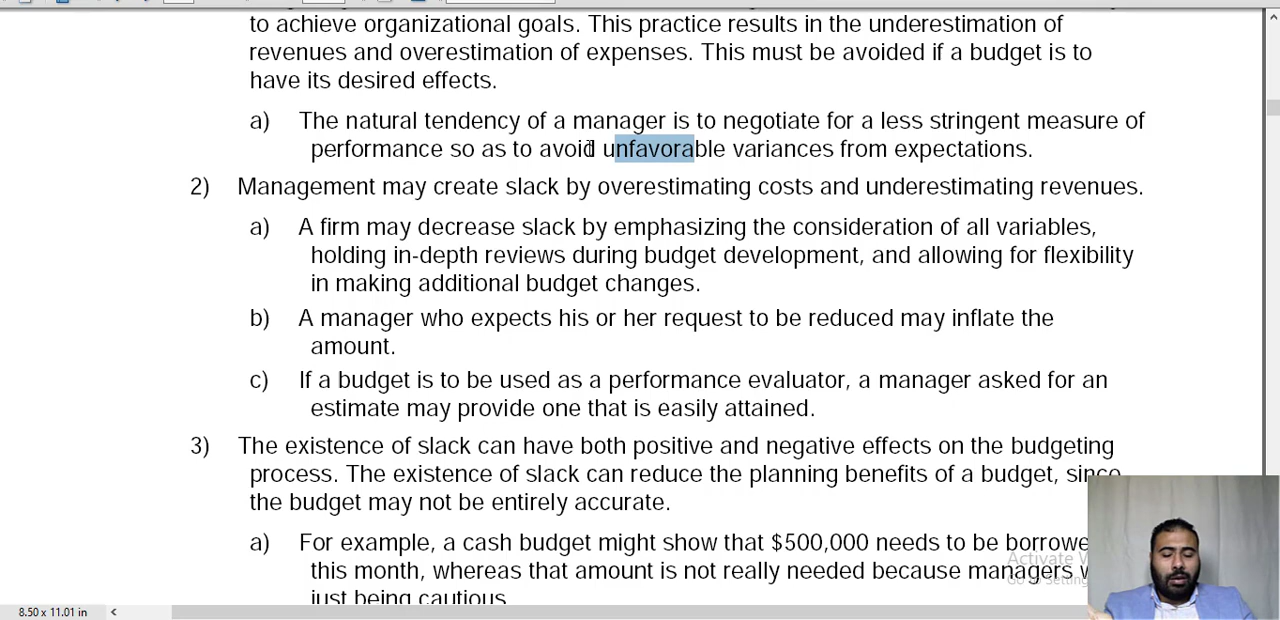 to achieve organizational goals. This practice results in the underestimation of
revenues and overestimation of expenses. This must be avoided if a budget is to
have its desired effects.
a) The natural tendency of a manager is to negotiate for a less stringent measure of
performance so as to avoid unfavorable variances from expectations.
2) Management may create slack by overestimating costs and underestimating revenues.
a) A firm may decrease slack by emphasizing the consideration of all variables,
holding in-depth reviews during budget development, and allowing for flexibility
in making additional budget changes.
b) A manager who expects his or her request to be reduced may inflate the
amount.
c) If a budget is to be used as a performance evaluator, a manager asked for an
estimate may provide one that is easily attained.
3) The existence of slack can have both positive and negative effects on the budgeting
process. The existence of slack can reduce the planning benefits of a budget, since
the budget may not be entirely accurate.
a) For example, a cash budget might show that $500,000 needs to be borrowe
this month, whereas that amount is not really needed because managers
just being cautious
Activate
Go to Setting
8.50 x 11.01 in